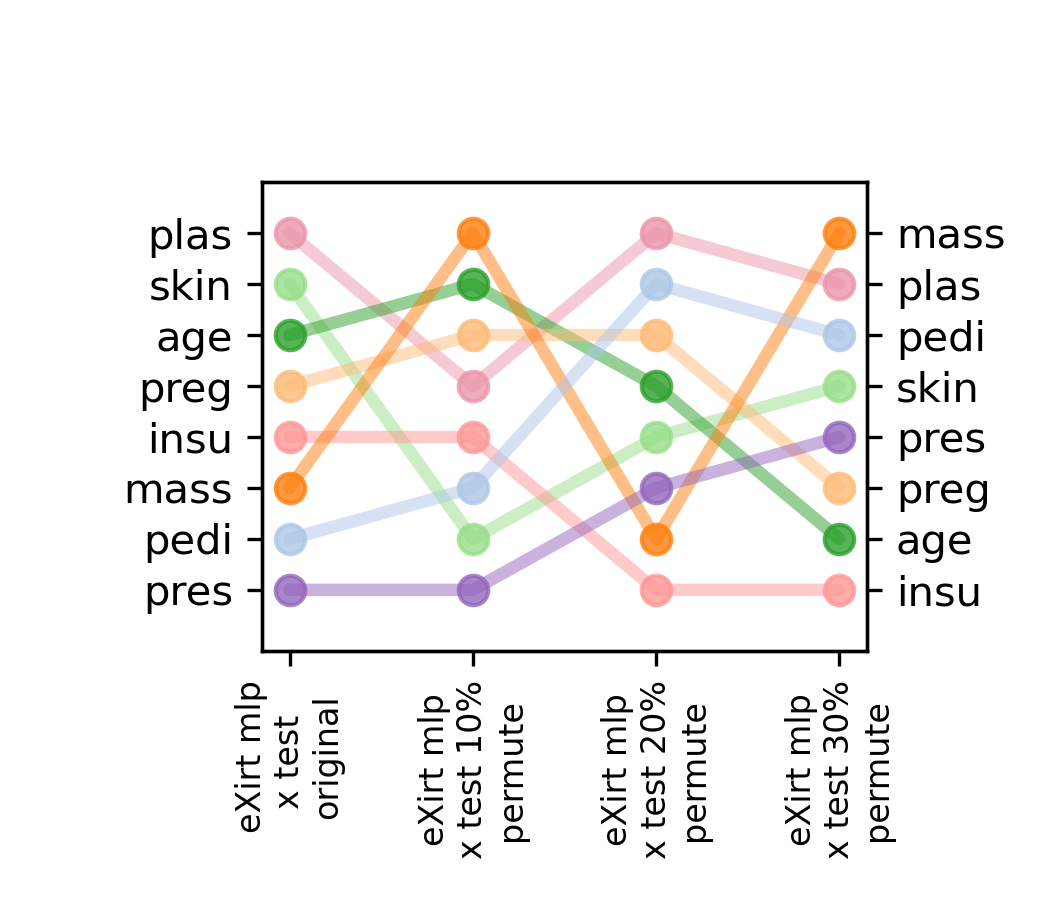 plas
skin
age
preg
insu
mass
pedi
pres
mass
plas
pedi
skin
pres
preg
age
insu
eXirt mlp
x test
original
eXirt mlp
x test 10%
permute
eXirt mlp
x test 20%
permute
eXirt mlp
x test 30%
permute